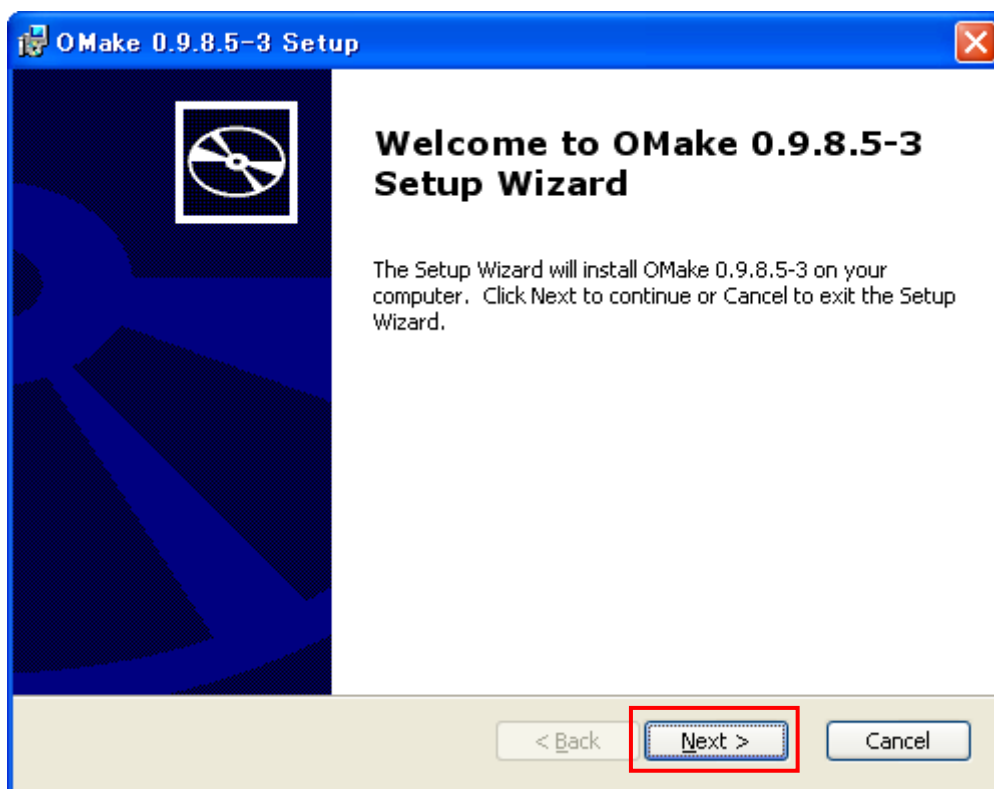 OMake 0.9.8.5-3 Setup
Welcome to OMake 0.9.8.5-3
Setup Wizard
The Setup Wizard will install OMake 0.9.8.5-3 on your
computer.  Click Next to continue or Cancel to exit the Setup
Wizard.
< Back Next > Cancel